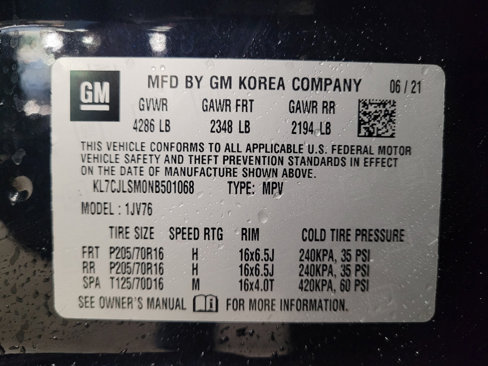 GM MFD BY GM KOREA COMPANY 06/21
GVWR GAWR FRT GAWR RR
4286 LB 2348 LB 2194 LB
THIS VEHICLE CONFORMS TO ALL APPLICABLE U.S. FEDERAL MOTOR
VEHICLE SAFETY AND THEFT PREVENTION STANDARDS IN EFFECT
ON THE DATE OF MANUFACTURE SHOWN ABOVE.
KL7CJLSM0NB501068 TYPE: MPV
MODEL: 1JV76
TIRE SIZE SPEED RTG RIM COLD TIRE PRESSURE
FRT P205/70R16 H 16x6.5J 240KPA, 35 PSI
RR P205/70R16 H 16x6.5J 240KPA, 35 PSI
SPA T125/70D16 M 16x4.0T 420KPA, 60 PSI
SEE OWNER'S MANUAL FOR MORE INFORMATION